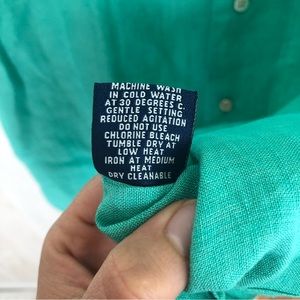 MACHINE WASH
IN COLD WATER
AT 30 DEGREES C.
GENTLE SETTING
REDUCED AGITATION
DO NOT USE
CHLORINE BLEACH
TUMBLE DRY AT
LOW HEAT
IRON AT MEDIUM
HEAT
DRY CLEANABLE